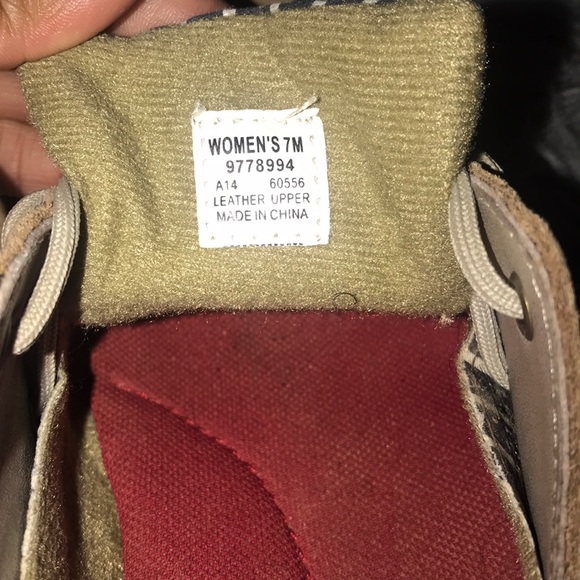 WOMEN'S 7M
9778994
A14 60556
LEATHER UPPER
MADE IN CHINA